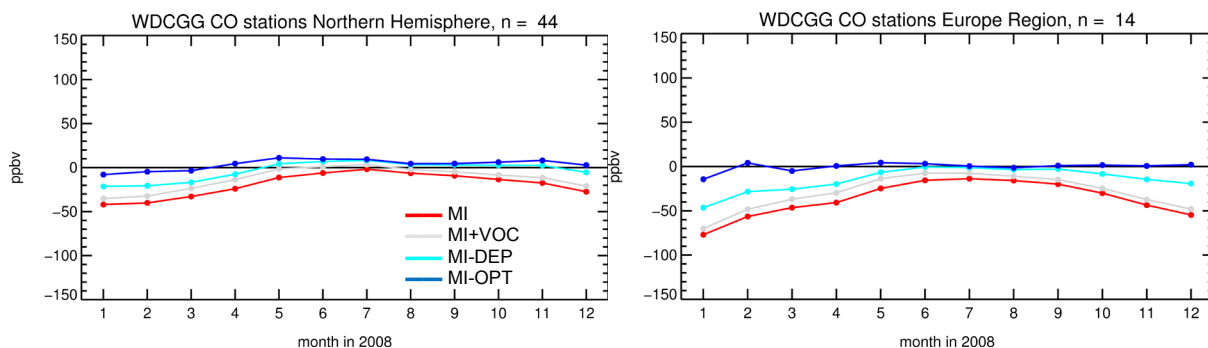 WDCGG CO stations Northern Hemisphere, n = 44
150
100
50
0
−50
−100
−150
ppbv
MI
MI+VOC
MI-DEP
MI-OPT
1 2 3 4 5 6 7 8 9 10 11 12
month in 2008
WDCGG CO stations Europe Region, n = 14
150
100
50
0
−50
−100
−150
ppbv
1 2 3 4 5 6 7 8 9 10 11 12
month in 2008